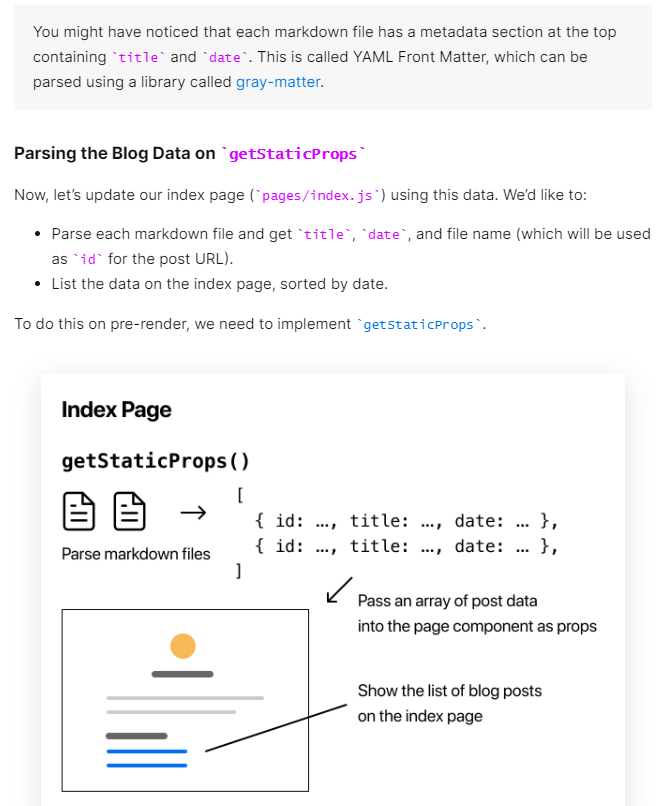 You might have noticed that each markdown file has a metadata section at the top
containing `title` and `date`. This is called YAML Front Matter, which can be
parsed using a library called gray-matter.
Parsing the Blog Data on `getStaticProps`
Now, let’s update our index page (`pages/index.js`) using this data. We’d like to:
• Parse each markdown file and get `title`, `date`, and file name (which will be used
as `id` for the post URL).
• List the data on the index page, sorted by date.
To do this on pre-render, we need to implement `getStaticProps`.
Index Page
getStaticProps()
[
{ id: …, title: …, date: … },
{ id: …, title: …, date: … },
]
Parse markdown files
Pass an array of post data
into the page component as props
Show the list of blog posts
on the index page